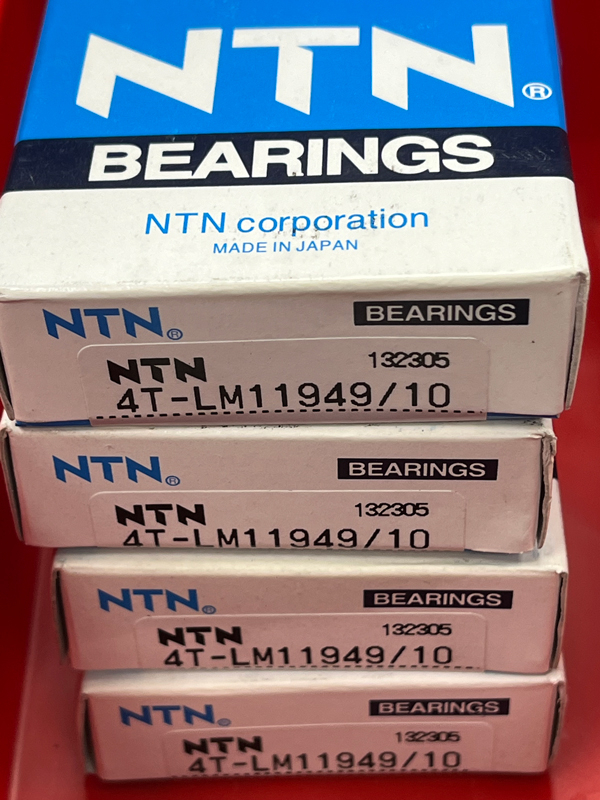 NTN®
BEARINGS
NTN corporation
MADE IN JAPAN
NTN® BEARINGS
NTN 132305
4T-LM11949/10
NTN® BEARINGS
NTN 132305
4T-LM11949/10
NTN® BEARINGS
NTN 132305
4T-LM11949/10
NTN® BEARINGS
NTN 132305
4T-LM11949/10